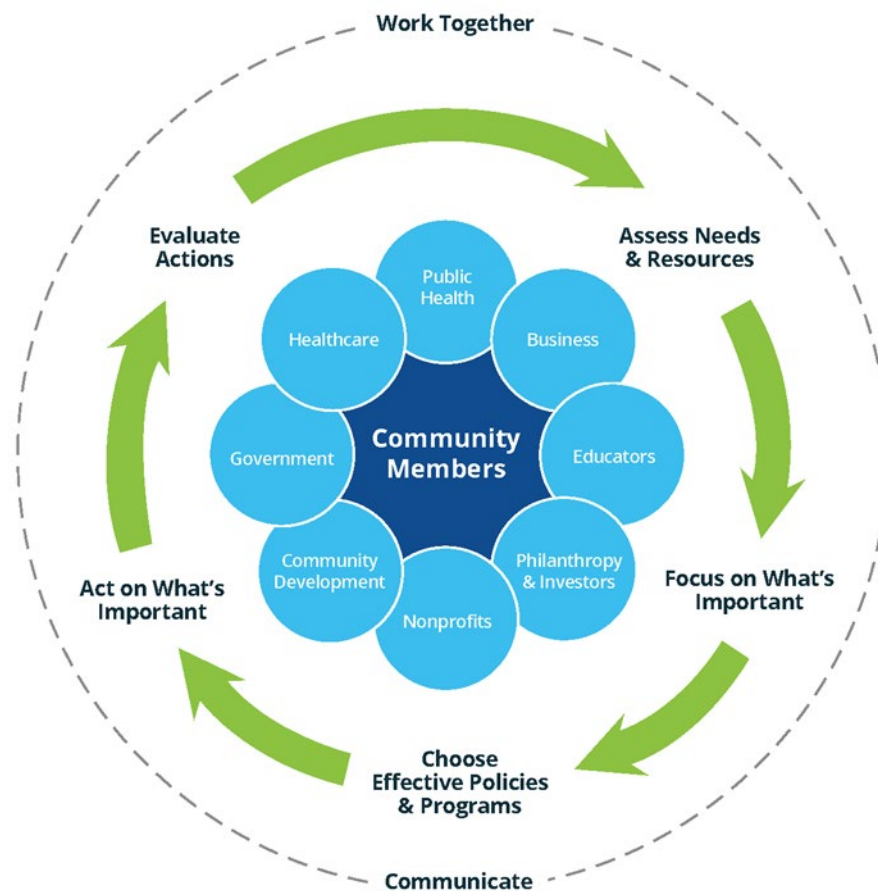 Work Together
Evaluate
Actions
Assess Needs
& Resources
Public
Health
Healthcare
Business
Community
Members
Government
Educators
Community
Development
Philanthropy
& Investors
Nonprofits
Act on What’s
Important
Focus on What’s
Important
Choose
Effective Policies
& Programs
Communicate